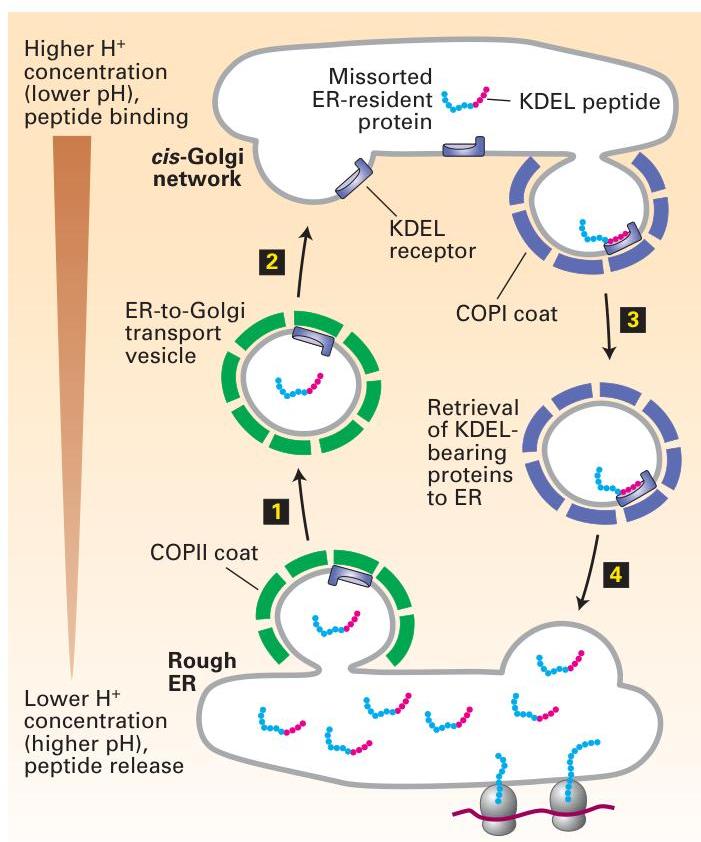 Higher H+
concentration
(lower pH),
peptide binding
Missorted
ER-resident
protein
KDEL peptide
cis-Golgi
network
KDEL
receptor
2
COPI coat
3
ER-to-Golgi
transport
vesicle
Retrieval
of KDEL-
bearing
proteins
to ER
1
COPII coat
4
Rough
ER
Lower H+
concentration
(higher pH),
peptide release